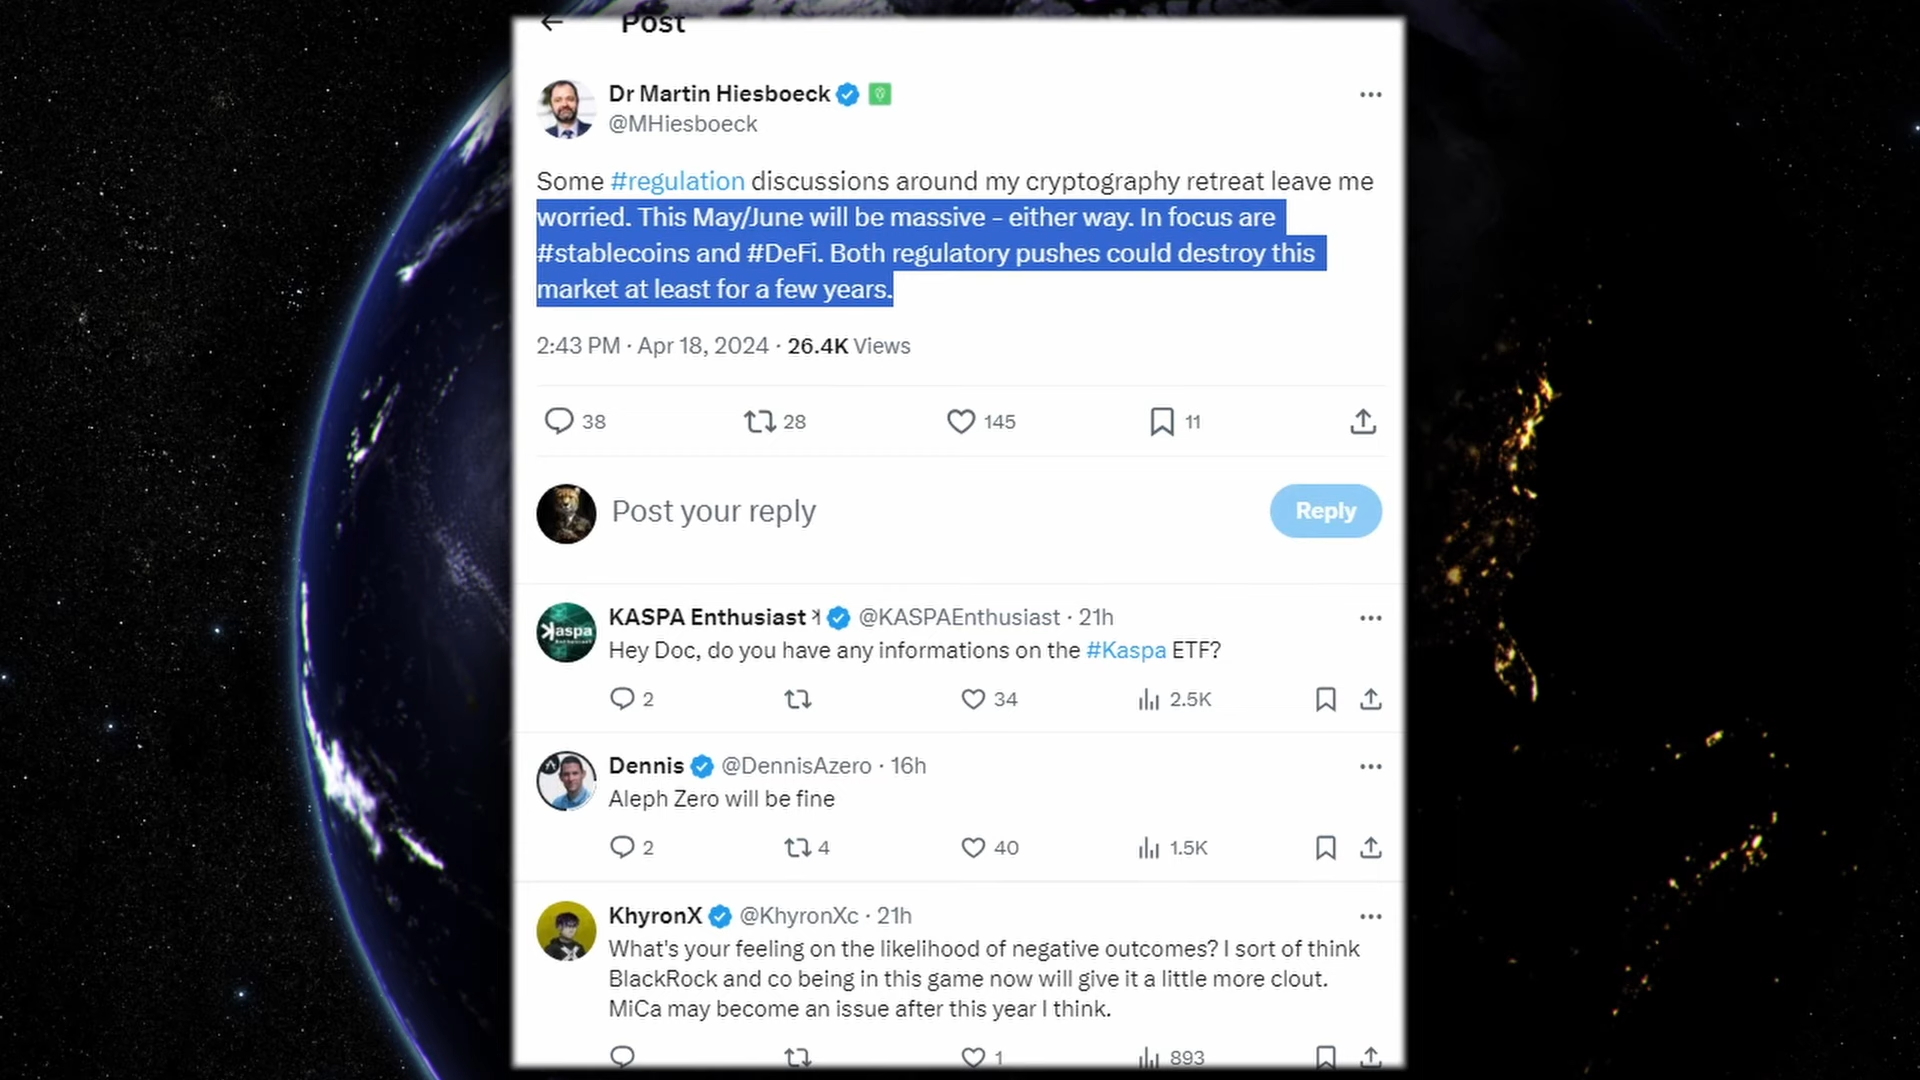 Post
Dr Martin Hiesboeck
@MHiesboeck
Some #regulation discussions around my cryptography retreat leave me
worried. This May/June will be massive – either way. In focus are
#stablecoins and #DeFi. Both regulatory pushes could destroy this
market at least for a few years.
2:43 PM · Apr 18, 2024 · 26.4K Views
38 28 145 11
Post your reply
Reply
KASPA Enthusiast @KASPAEnthusiast · 21h
Kaspa
Hey Doc, do you have any informations on the #Kaspa ETF?
2 34 2.5K
Dennis @DennisAzero · 16h
Aleph Zero will be fine
2 4 40 1.5K
KhyronX @KhyronXc · 21h
What's your feeling on the likelihood of negative outcomes? I sort of think
BlackRock and co being in this game now will give it a little more clout.
MiCa may become an issue after this year I think.
1 893